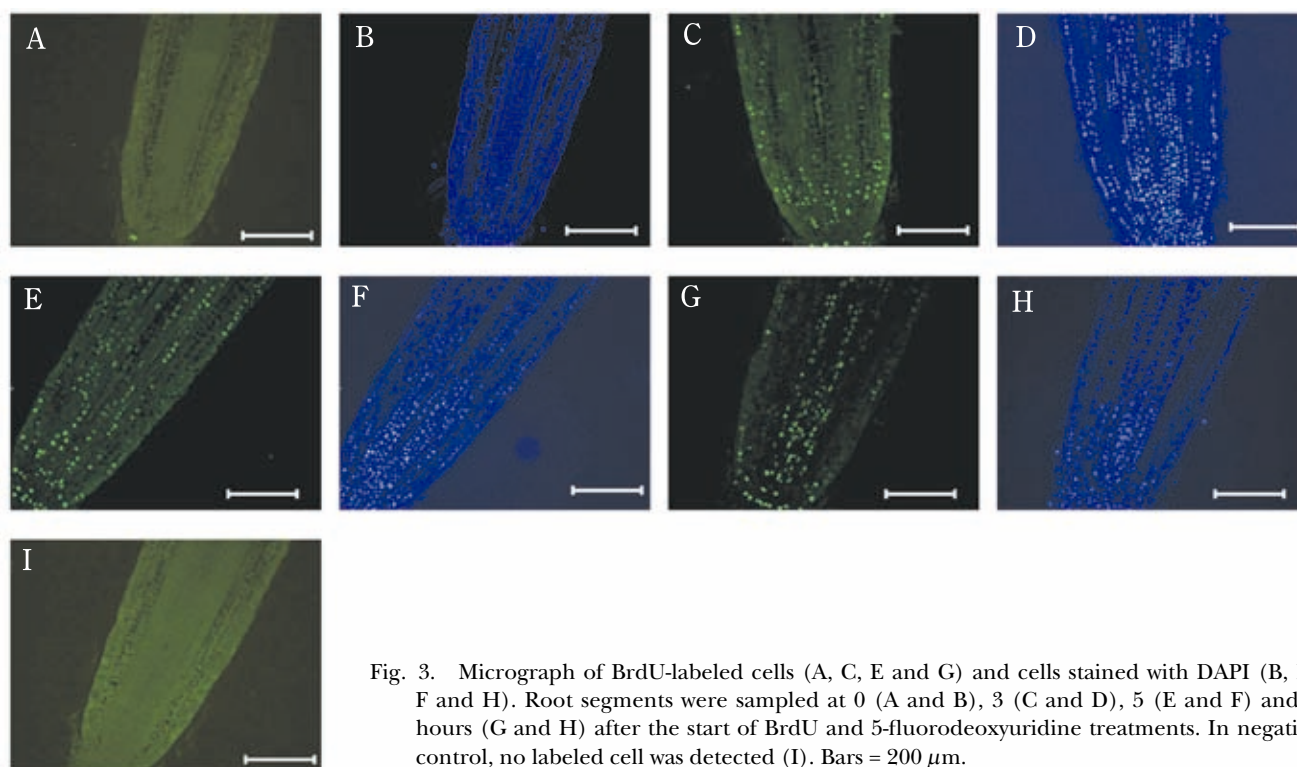 A
B
C
D
E
F
G
H
I
Fig. 3. Micrograph of BrdU-labeled cells (A, C, E and G) and cells stained with DAPI (B,
F and H). Root segments were sampled at 0 (A and B), 3 (C and D), 5 (E and F) and
hours (G and H) after the start of BrdU and 5-fluorodeoxyuridine treatments. In
control, no labeled cell was detected (I). Bars = 200 μm.